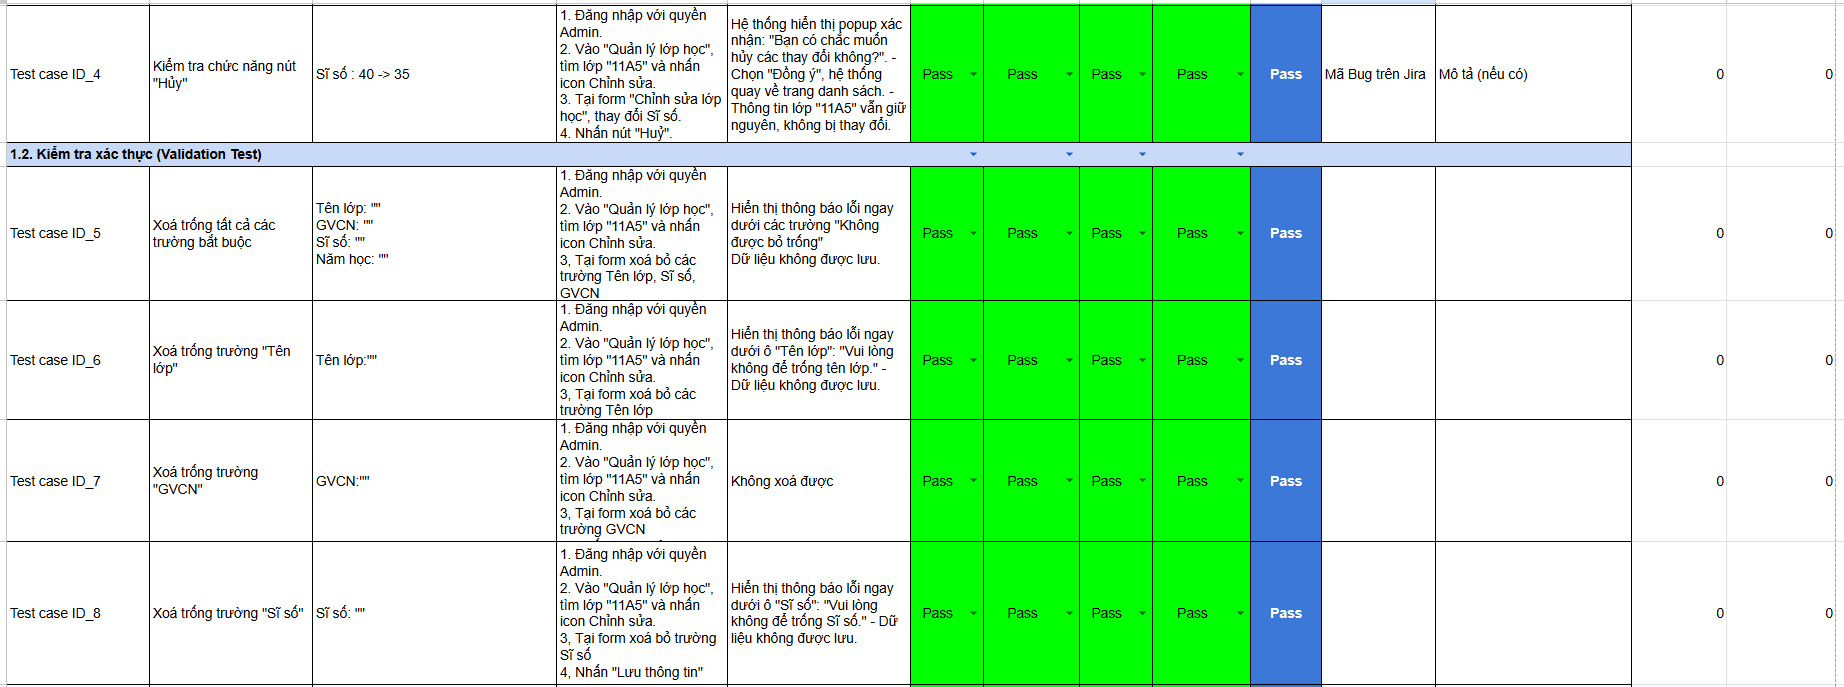 Test case ID_4
Kiểm tra chức năng nút
"Hủy"
Sĩ số : 40 -> 35
1. Đăng nhập với quyền
Admin.
2. Vào "Quản lý lớp học",
tìm lớp "11A5" và nhấn
icon Chỉnh sửa.
3. Tại form "Chỉnh sửa lớp
học", thay đổi Sĩ số.
4. Nhấn nút "Huỷ".
Hệ thống hiển thị popup xác
nhận: "Bạn có chắc muốn
hủy các thay đổi không?". -
Chọn "Đồng ý", hệ thống
quay về trang danh sách. -
Thông tin lớp "11A5" vẫn giữ
nguyên, không bị thay đổi.
Pass
Pass
Pass
Pass
Pass
Mã Bug trên Jira
Mô tả (nếu có)
0
0
1.2. Kiểm tra xác thực (Validation Test)
Test case ID_5
Xoá trống tất cả các
trường bắt buộc
Tên lớp: ""
GVCN: ""
Sĩ số: ""
Năm học: ""
1. Đăng nhập với quyền
Admin.
2. Vào "Quản lý lớp học",
tìm lớp "11A5" và nhấn
icon Chỉnh sửa.
3, Tại form xoá bỏ các
trường Tên lớp, Sĩ số,
GVCN
Hiển thị thông báo lỗi ngay
dưới các trường "Không
được bỏ trống"
Dữ liệu không được lưu.
Pass
Pass
Pass
Pass
Pass
0
0
Test case ID_6
Xoá trống trường "Tên
lớp"
Tên lớp:""
1. Đăng nhập với quyền
Admin.
2. Vào "Quản lý lớp học",
tìm lớp "11A5" và nhấn
icon Chỉnh sửa.
3, Tại form xoá bỏ các
trường Tên lớp
Hiển thị thông báo lỗi ngay
dưới ô "Tên lớp": "Vui lòng
không để trống tên lớp." -
Dữ liệu không được lưu.
Pass
Pass
Pass
Pass
Pass
0
0
Test case ID_7
Xoá trống trường
"GVCN"
GVCN:""
1. Đăng nhập với quyền
Admin.
2. Vào "Quản lý lớp học",
tìm lớp "11A5" và nhấn
icon Chỉnh sửa.
3, Tại form xoá bỏ các
trường GVCN
Không xoá được
Pass
Pass
Pass
Pass
Pass
0
0
Test case ID_8
Xoá trống trường "Sĩ số"
Sĩ số: ""
1. Đăng nhập với quyền
Admin.
2. Vào "Quản lý lớp học",
tìm lớp "11A5" và nhấn
icon Chỉnh sửa.
3, Tại form xoá bỏ trường
Sĩ số
4, Nhấn "Lưu thông tin"
Hiển thị thông báo lỗi ngay
dưới ô "Sĩ số": "Vui lòng
không để trống Sĩ số." - Dữ
liệu không được lưu.
Pass
Pass
Pass
Pass
Pass
0
0